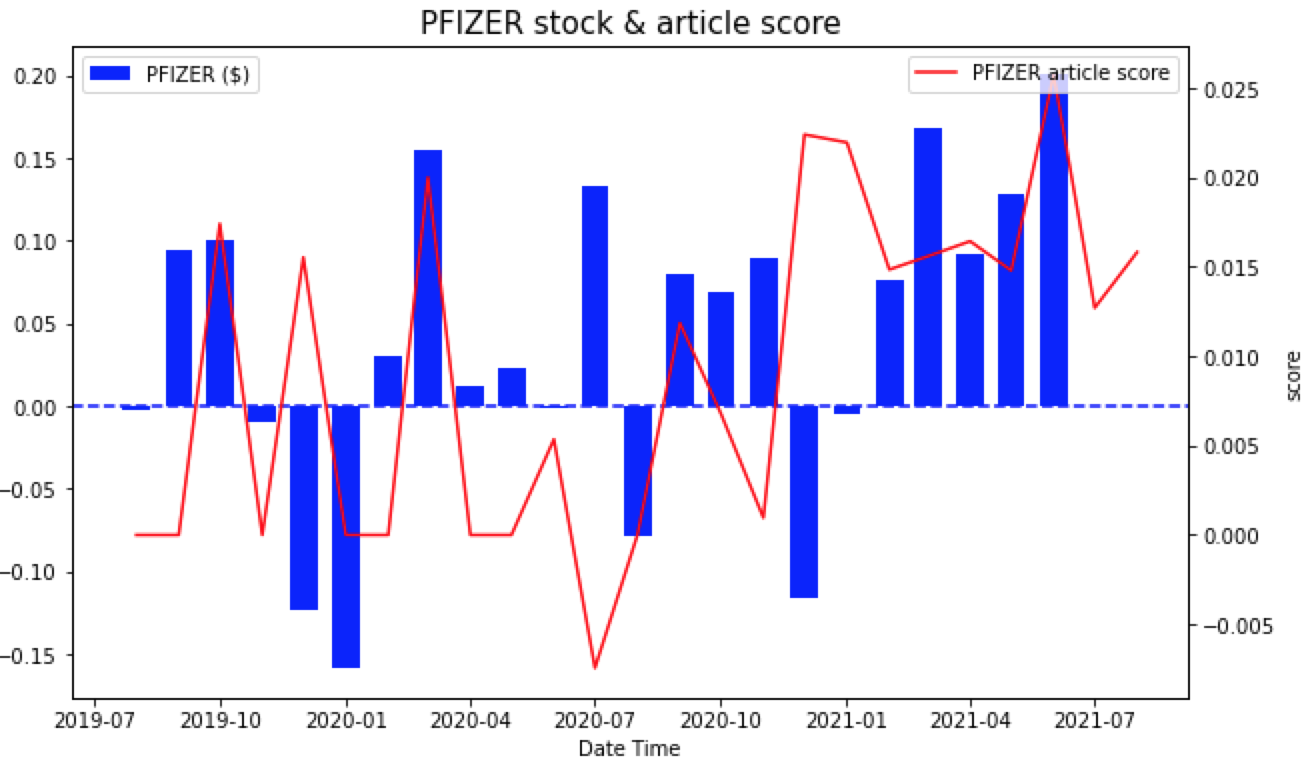 PFIZER stock & article score
PFIZER ($)
PFIZER article score
0.20
0.15
0.10
0.05
0.00
−0.05
−0.10
−0.15
0.025
0.020
0.015
0.010
0.005
0.000
−0.005
score
2019-07 2019-10 2020-01 2020-04 2020-07 2020-10 2021-01 2021-04 2021-07
Date Time